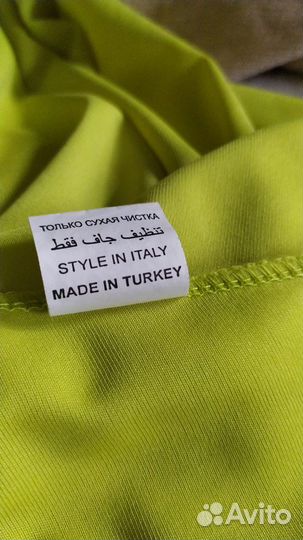 ТОЛЬКО СУХАЯ ЧИСТКА
تنظيف جاف فقط
STYLE IN ITALY
MADE IN TURKEY
Avito